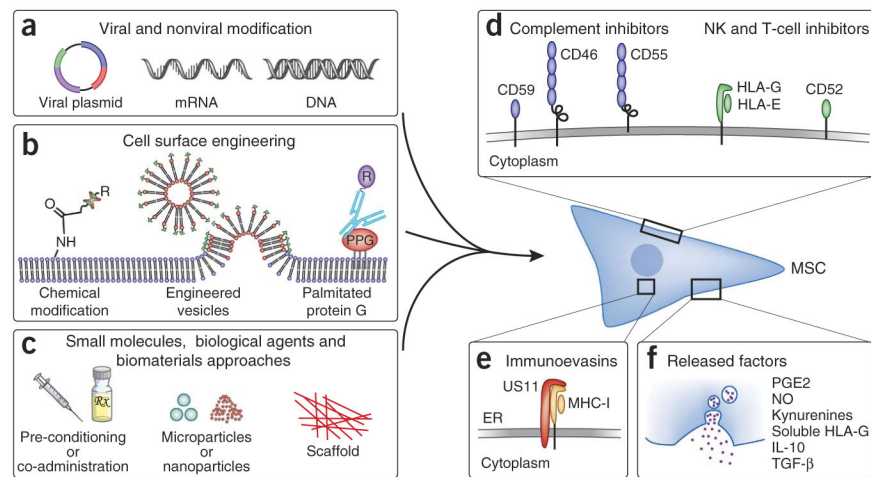 a
Viral and nonviral modification
Viral plasmid
mRNA
DNA
b
Cell surface engineering
O
R
NH
R
PPG
Chemical
modification
Engineered
vesicles
Palmitated
protein G
c
Small molecules, biological agents and
biomaterials approaches
Rx
Pre-conditioning
or
co-administration
Microparticles
or
nanoparticles
Scaffold
d
Complement inhibitors
NK and T-cell inhibitors
CD46
CD55
CD59
HLA-G
HLA-E
CD52
Cytoplasm
MSC
e
Immunoevasins
US11
MHC-I
ER
Cytoplasm
f
Released factors
PGE2
NO
Kynurenines
Soluble HLA-G
IL-10
TGF-β